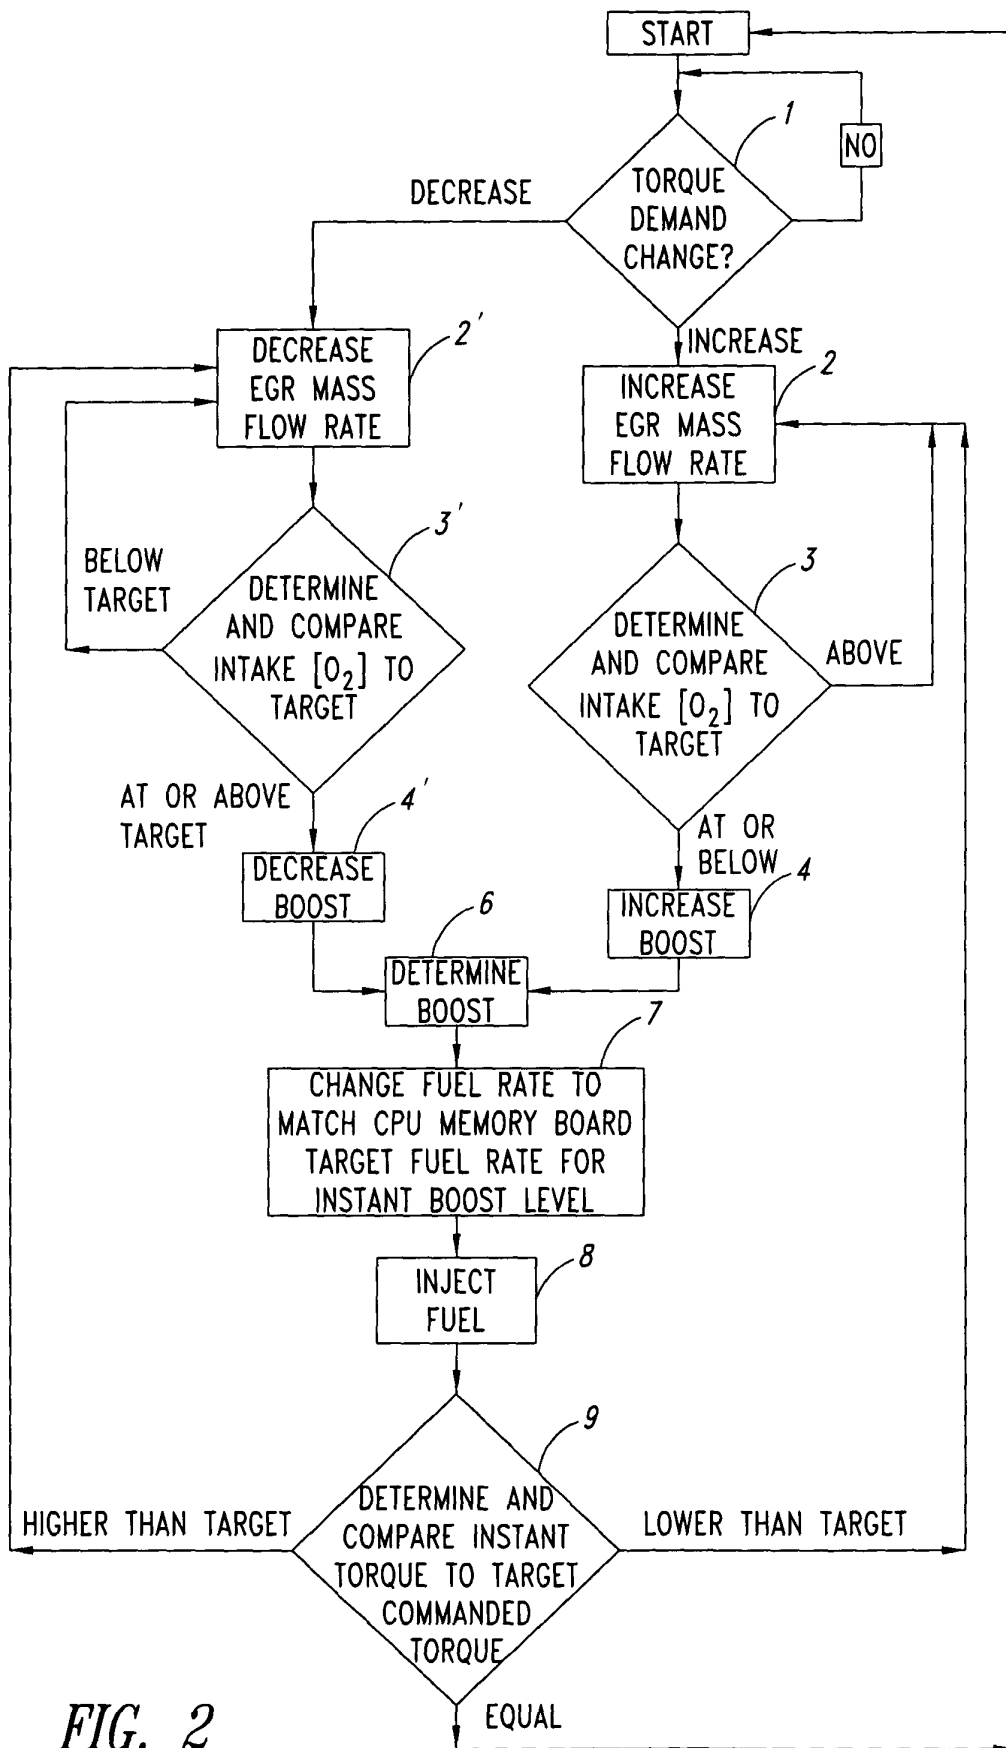 START
1
NO
TORQUE
DEMAND
CHANGE?
DECREASE
INCREASE
2'
DECREASE
EGR MASS
FLOW RATE
2
INCREASE
EGR MASS
FLOW RATE
3'
BELOW
TARGET
DETERMINE
AND COMPARE
INTAKE [O2] TO
TARGET
3
DETERMINE
AND COMPARE
INTAKE [O2] TO
TARGET
ABOVE
AT OR ABOVE
TARGET
4'
DECREASE
BOOST
AT OR
BELOW
4
INCREASE
BOOST
6
DETERMINE
BOOST
7
CHANGE FUEL RATE TO
MATCH CPU MEMORY BOARD
TARGET FUEL RATE FOR
INSTANT BOOST LEVEL
8
INJECT
FUEL
9
HIGHER THAN TARGET
DETERMINE AND
COMPARE INSTANT
TORQUE TO TARGET
COMMANDED
TORQUE
LOWER THAN TARGET
EQUAL
FIG. 2